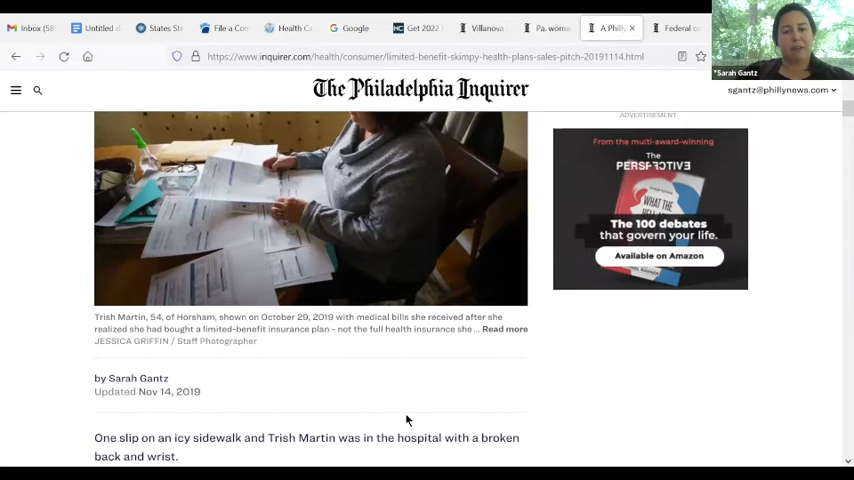 Inbox (58
Untitled d
States Ste
File a Com
Health Ca
Google
Get 2022 I
Villanova
Pa. woma
A Philly
Federal o
https://www.inquirer.com/health/consumer/limited-benefit-skimpy-health-plans-sales-pitch-20191114.html
*Sarah Gantz
The Philadelphia Inquirer
sgantz@phillynews.com
ADVERTISEMENT
From the multi-award-winning
The
PERSPECTIVE
WHAT THE
The 100 debates
that govern your life.
Available on Amazon
Trish Martin, 54, of Horsham, shown on October 29, 2019 with medical bills she received after she
realized she had bought a limited-benefit insurance plan - not the full health insurance she ... Read more
JESSICA GRIFFIN / Staff Photographer
by Sarah Gantz
Updated Nov 14, 2019
One slip on an icy sidewalk and Trish Martin was in the hospital with a broken
back and wrist.